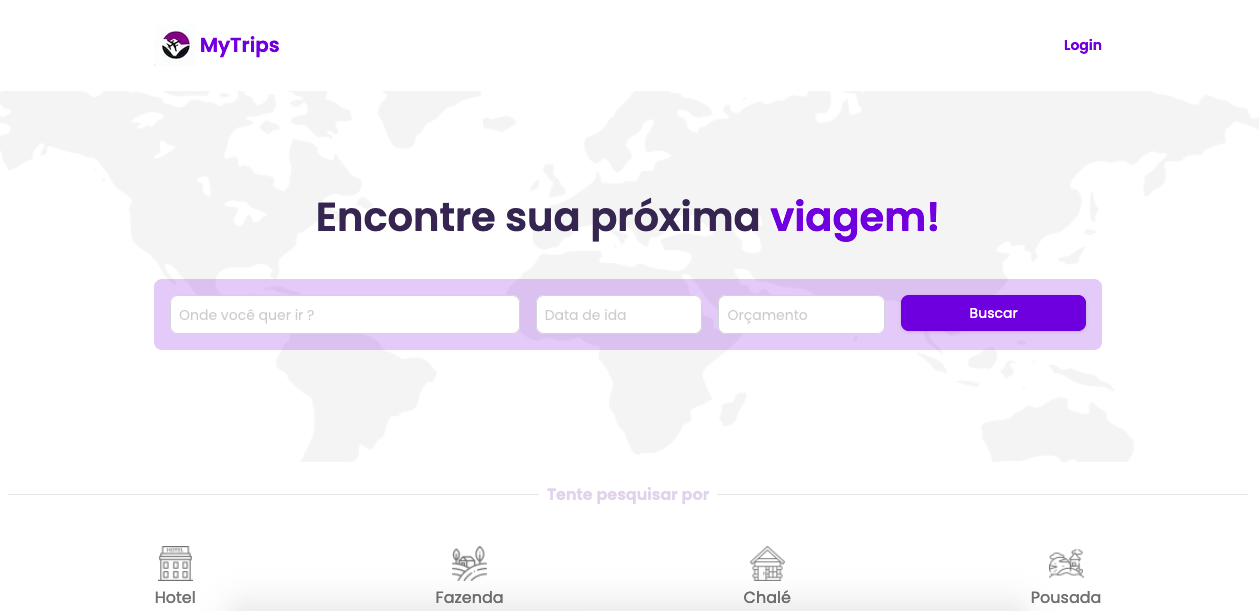 MyTrips
Login
Encontre sua próxima viagem!
Onde você quer ir ?
Data de ida
Orçamento
Buscar
Tente pesquisar por
HOTEL
Hotel
Fazenda
Chalé
Pousada